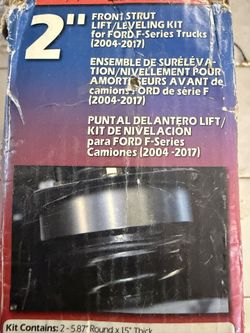 2"
FRONT STRUT
LIFT/LEVELING KIT
for FORD F-Series Trucks
(2004-2017)
ENSEMBLE DE SURÉLÉVA-
TION/NIVELLEMENT POUR
AMORTISSEURS AVANT de
camions FORD de série F
(2004-2017)
PUNTAL DELANTERO LIFT/
KIT DE NIVELACIÓN
para FORD F-Series
Camiones (2004 -2017)
Kit Contains: 2 - 5.87" Round x 1.5" Thick